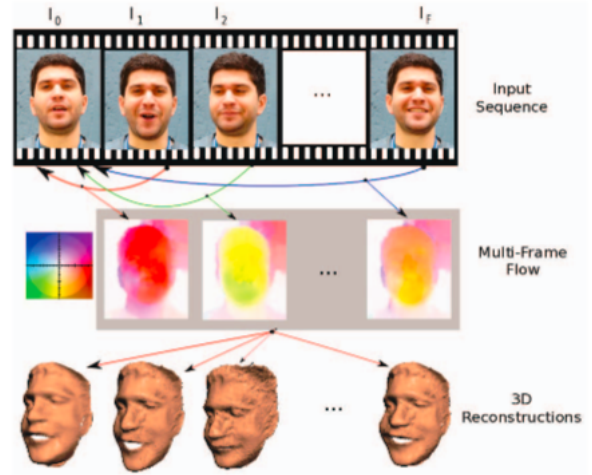 I0 I1 I2 IF
...
Input
Sequence
Multi-Frame
Flow
...
3D
Reconstructions
...